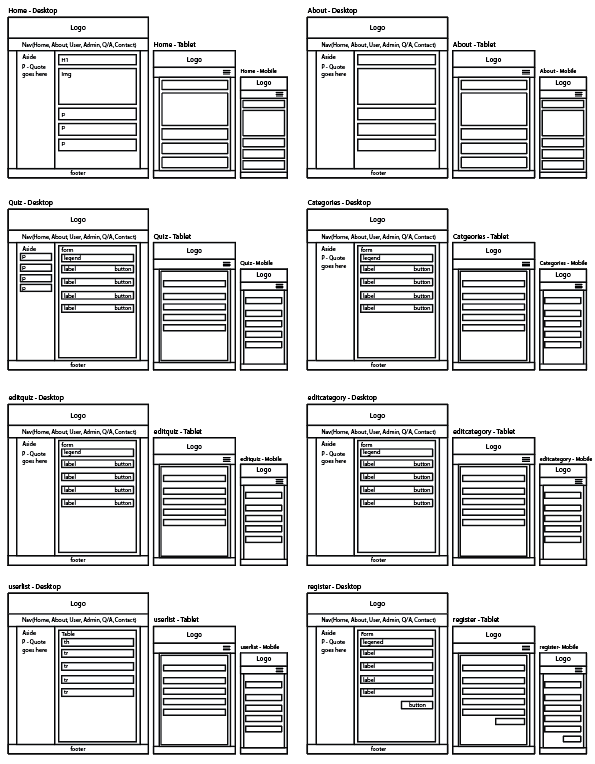 Home - Desktop
Logo
Nav(Home, About, User, Admin, Q/A, Contact)
Aside
P - Quote
goes here
H1
Img
P
P
P
footer
Home - Tablet
Logo
Home - Mobile
Logo
About - Desktop
Logo
Nav(Home, About, User, Admin, Q/A, Contact)
Aside
P - Quote
goes here
footer
About - Tablet
Logo
About - Mobile
Logo
Quiz - Desktop
Logo
Nav(Home, About, User, Admin, Q/A, Contact)
Aside
P
P
P
P
form
legend
label button
label button
label button
label button
footer
Quiz - Tablet
Logo
Quiz - Mobile
Logo
Categories - Desktop
Logo
Nav(Home, About, User, Admin, Q/A, Contact)
Aside
P - Quote
goes here
form
legend
label button
label button
label button
label button
footer
Catgeories - Tablet
Logo
Categories - Mobile
Logo
editquiz - Desktop
Logo
Nav(Home, About, User, Admin, Q/A, Contact)
Aside
P - Quote
goes here
form
legend
label button
label button
label button
label button
footer
editquiz - Tablet
Logo
editquiz - Mobile
Logo
editcategory - Desktop
Logo
Nav(Home, About, User, Admin, Q/A, Contact)
Aside
P - Quote
goes here
form
legend
label button
label button
label button
label button
footer
editcategory - Tablet
Logo
editcategory - Mobile
Logo
userlist - Desktop
Logo
Nav(Home, About, User, Admin, Q/A, Contact)
Aside
P - Quote
goes here
Table
th
tr
tr
tr
tr
footer
userlist - Tablet
Logo
userlist - Mobile
Logo
register - Desktop
Logo
Nav(Home, About, User, Admin, Q/A, Contact)
Aside
P - Quote
goes here
Form
legened
label
label
label
label
button
footer
register - Tablet
Logo
register- Mobile
Logo